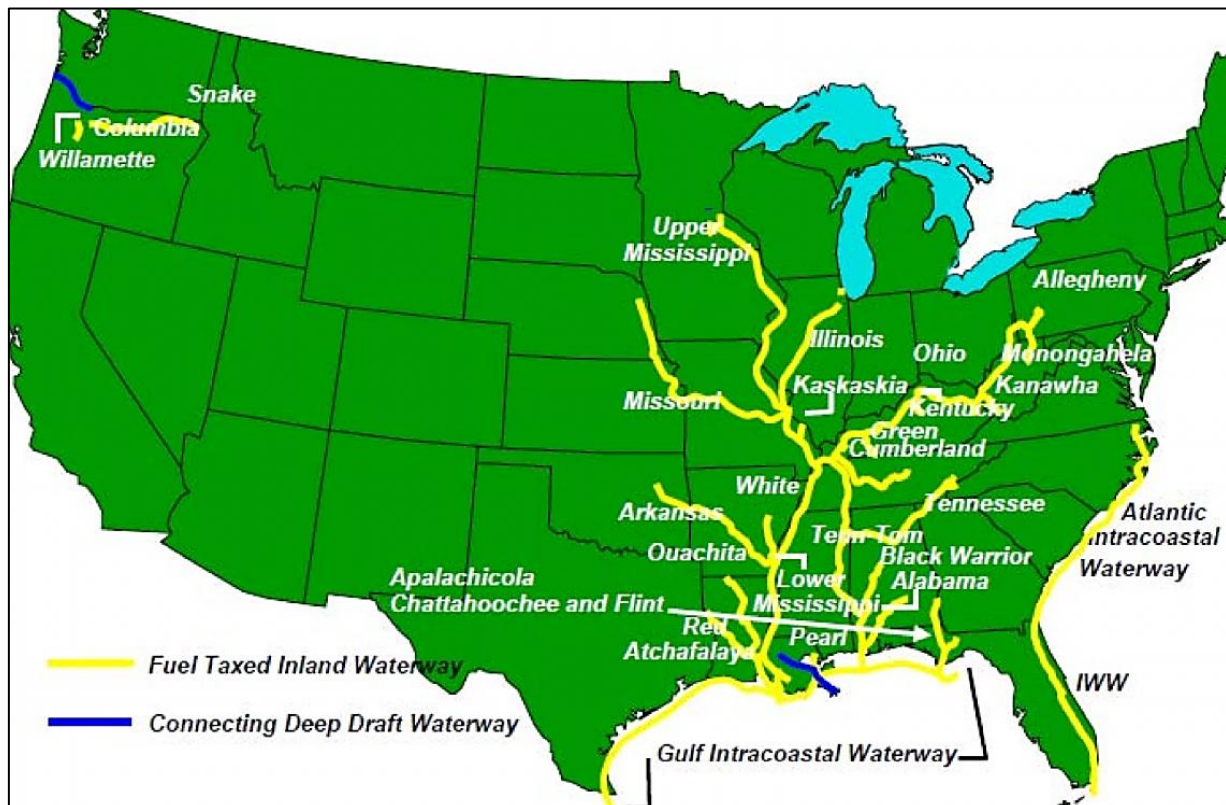 Snake
Columbia
Willamette
Upper
Mississippi
Allegheny
Illinois
Ohio
Monongahela
Kaskaskia
Kanawha
Missouri
Kentucky
Green
Cumberland
White
Tennessee
Arkansas
Atlantic
Intracoastal
Waterway
Tenn-Tom
Ouachita
Black Warrior
Alabama
Lower
Mississippi
Apalachicola
Chattahoochee and Flint
Red
Atchafalaya
Pearl
Fuel Taxed Inland Waterway
IWW
Connecting Deep Draft Waterway
Gulf Intracoastal Waterway